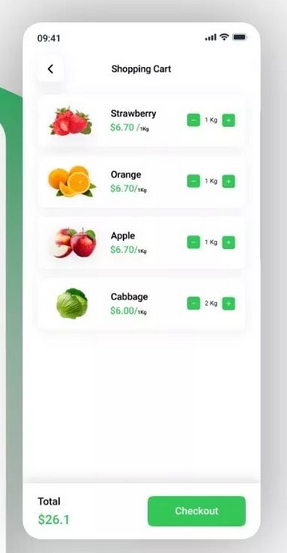 09:41
Shopping Cart
Strawberry
$6.70 /1Kg
− 1 Kg +
Orange
$6.70/1Kg
− 1 Kg +
Apple
$6.70/1Kg
− 1 Kg +
Cabbage
$6.00/1Kg
− 2 Kg +
Total
$26.1
Checkout